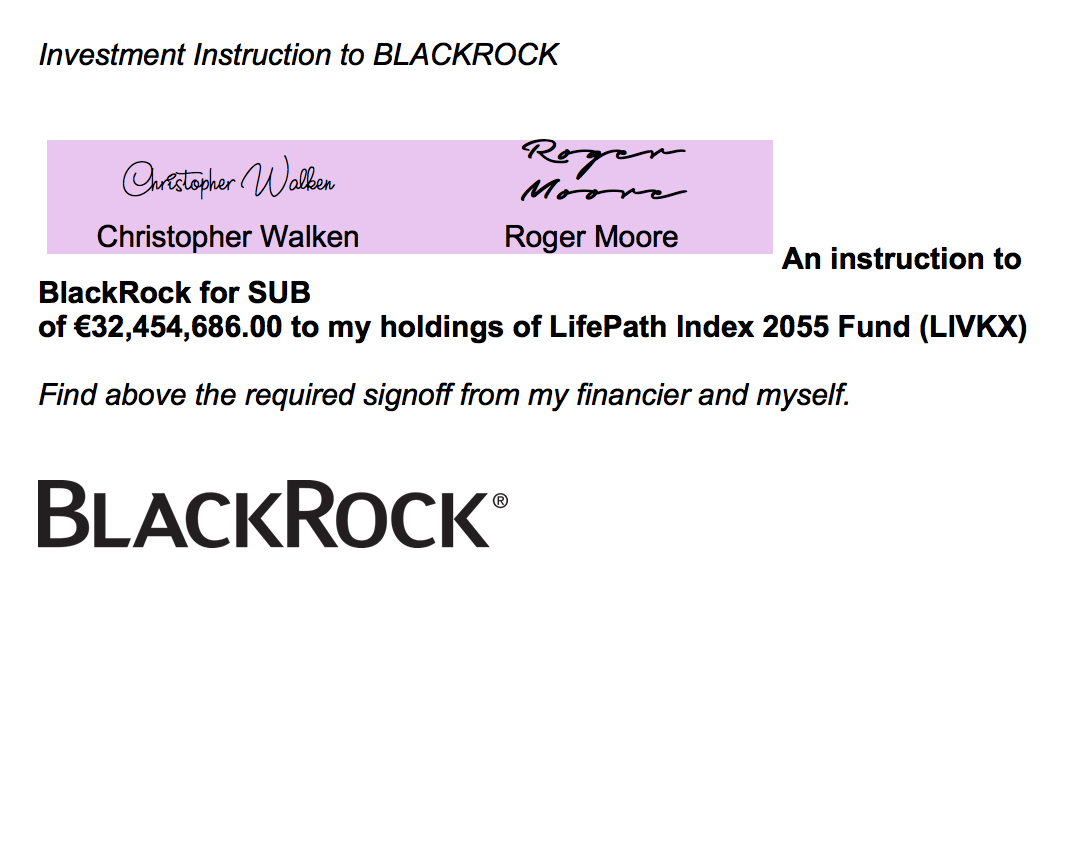 Investment Instruction to BLACKROCK
Christopher Walken
Roger
Moore
Christopher Walken
Roger Moore
An instruction to
BlackRock for SUB
of €32,454,686.00 to my holdings of LifePath Index 2055 Fund (LIVKX)
Find above the required signoff from my financier and myself.
BLACKROCK®